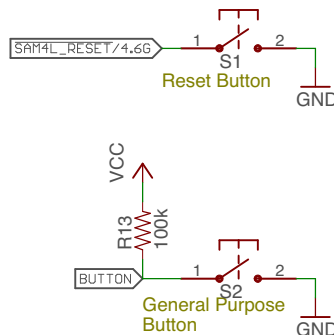 SAM4L_RESET/4.6G
1
2
S1
Reset Button
GND
VCC
R13
100k
BUTTON
1
2
S2
General Purpose
Button
GND